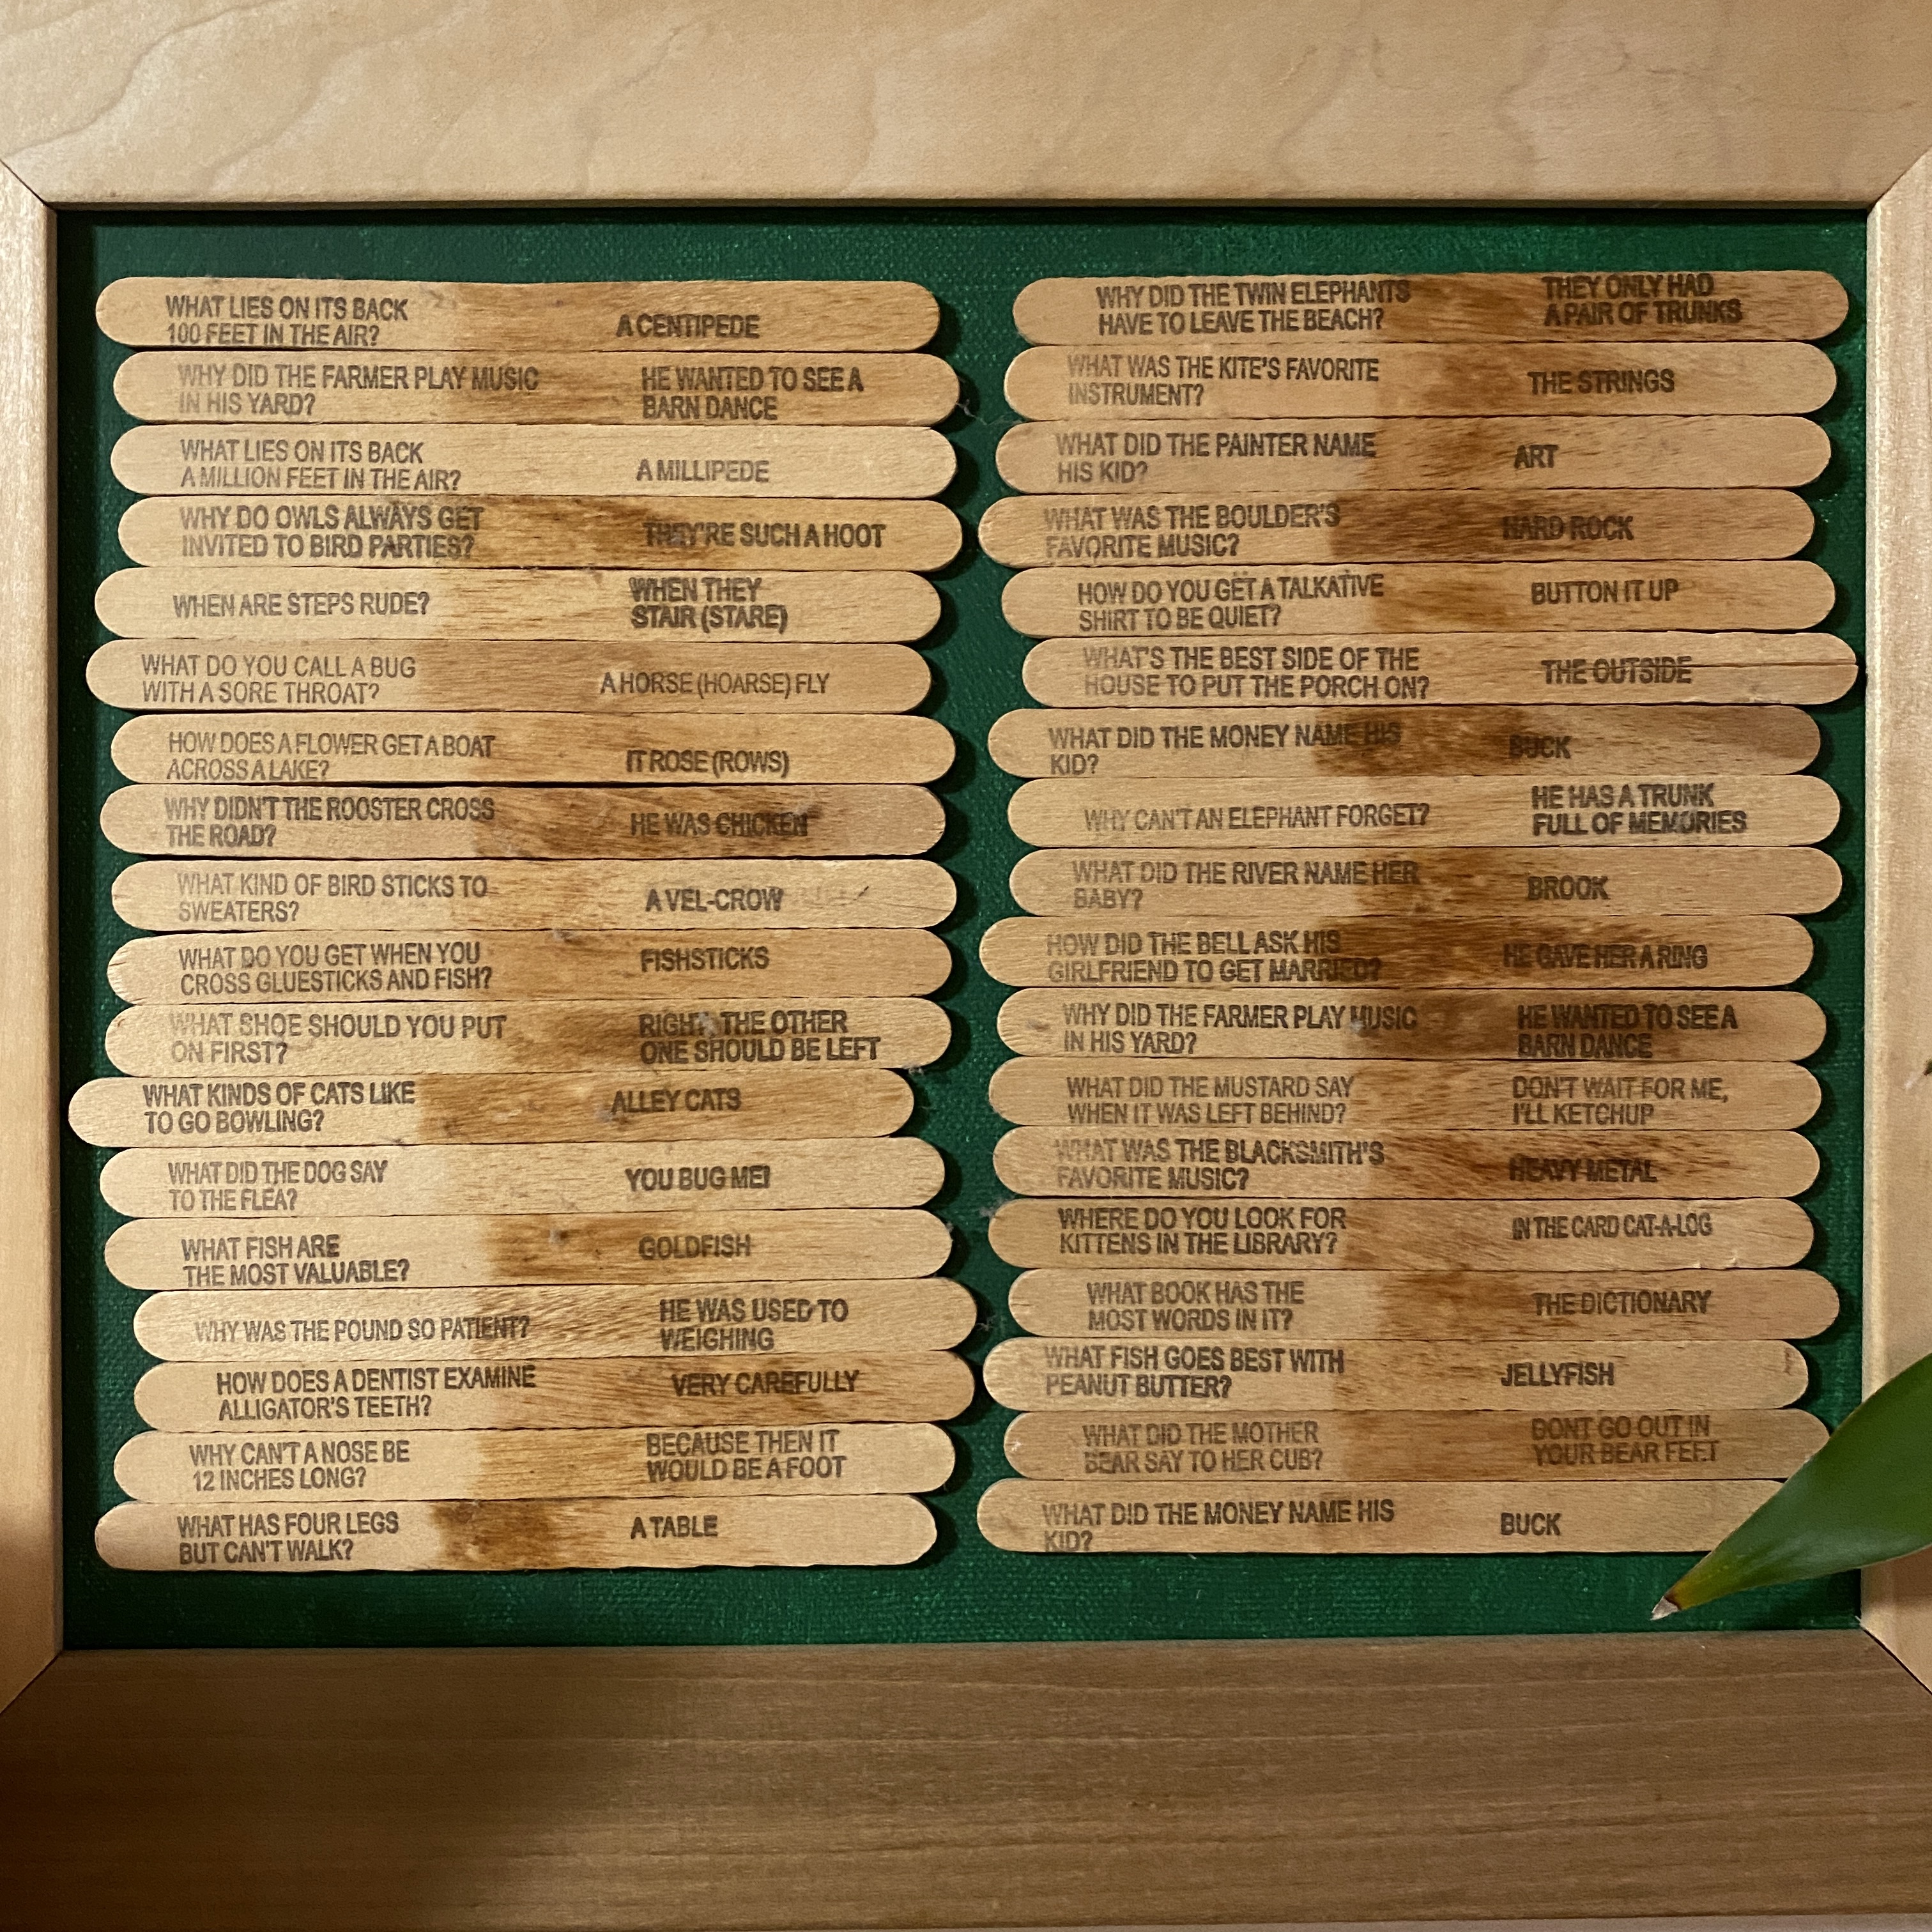 WHAT LIES ON ITS BACK
100 FEET IN THE AIR?
A CENTIPEDE
WHY DID THE FARMER PLAY MUSIC
IN HIS YARD?
HE WANTED TO SEE A
BARN DANCE
WHAT LIES ON ITS BACK
A MILLION FEET IN THE AIR?
A MILLIPEDE
WHY DO OWLS ALWAYS GET
INVITED TO BIRD PARTIES?
THEY'RE SUCH A HOOT
WHEN ARE STEPS RUDE?
WHEN THEY
STAIR (STARE)
WHAT DO YOU CALL A BUG
WITH A SORE THROAT?
A HORSE (HOARSE) FLY
HOW DOES A FLOWER GET A BOAT
ACROSS A LAKE?
IT ROSE (ROWS)
WHY DIDN'T THE ROOSTER CROSS
THE ROAD?
HE WAS CHICKEN
WHAT KIND OF BIRD STICKS TO
SWEATERS?
A VEL-CROW
WHAT DO YOU GET WHEN YOU
CROSS GLUESTICKS AND FISH?
FISHSTICKS
WHAT SHOE SHOULD YOU PUT
ON FIRST?
RIGHT, THE OTHER
ONE SHOULD BE LEFT
WHAT KINDS OF CATS LIKE
TO GO BOWLING?
ALLEY CATS
WHAT DID THE DOG SAY
TO THE FLEA?
YOU BUG ME!
WHAT FISH ARE
THE MOST VALUABLE?
GOLDFISH
WHY WAS THE POUND SO PATIENT?
HE WAS USED TO
WEIGHING
HOW DOES A DENTIST EXAMINE
ALLIGATOR'S TEETH?
VERY CAREFULLY
WHY CAN'T A NOSE BE
12 INCHES LONG?
BECAUSE THEN IT
WOULD BE A FOOT
WHAT HAS FOUR LEGS
BUT CAN'T WALK?
A TABLE
WHY DID THE TWIN ELEPHANTS
HAVE TO LEAVE THE BEACH?
THEY ONLY HAD
A PAIR OF TRUNKS
WHAT WAS THE KITE'S FAVORITE
INSTRUMENT?
THE STRINGS
WHAT DID THE PAINTER NAME
HIS KID?
ART
WHAT WAS THE BOULDER'S
FAVORITE MUSIC?
HARD ROCK
HOW DO YOU GET A TALKATIVE
SHIRT TO BE QUIET?
BUTTON IT UP
WHAT'S THE BEST SIDE OF THE
HOUSE TO PUT THE PORCH ON?
THE OUTSIDE
WHAT DID THE MONEY NAME HIS
KID?
BUCK
WHY CAN'T AN ELEPHANT FORGET?
HE HAS A TRUNK
FULL OF MEMORIES
WHAT DID THE RIVER NAME HER
BABY?
BROOK
HOW DID THE BELL ASK HIS
GIRLFRIEND TO GET MARRIED?
HE GAVE HER A RING
WHY DID THE FARMER PLAY MUSIC
IN HIS YARD?
HE WANTED TO SEE A
BARN DANCE
WHAT DID THE MUSTARD SAY
WHEN IT WAS LEFT BEHIND?
DON'T WAIT FOR ME,
I'LL KETCHUP
WHAT WAS THE BLACKSMITH'S
FAVORITE MUSIC?
HEAVY METAL
WHERE DO YOU LOOK FOR
KITTENS IN THE LIBRARY?
IN THE CARD CAT-A-LOG
WHAT BOOK HAS THE
MOST WORDS IN IT?
THE DICTIONARY
WHAT FISH GOES BEST WITH
PEANUT BUTTER?
JELLYFISH
WHAT DID THE MOTHER
BEAR SAY TO HER CUB?
DONT GO OUT IN
YOUR BEAR FEET
WHAT DID THE MONEY NAME HIS
KID?
BUCK